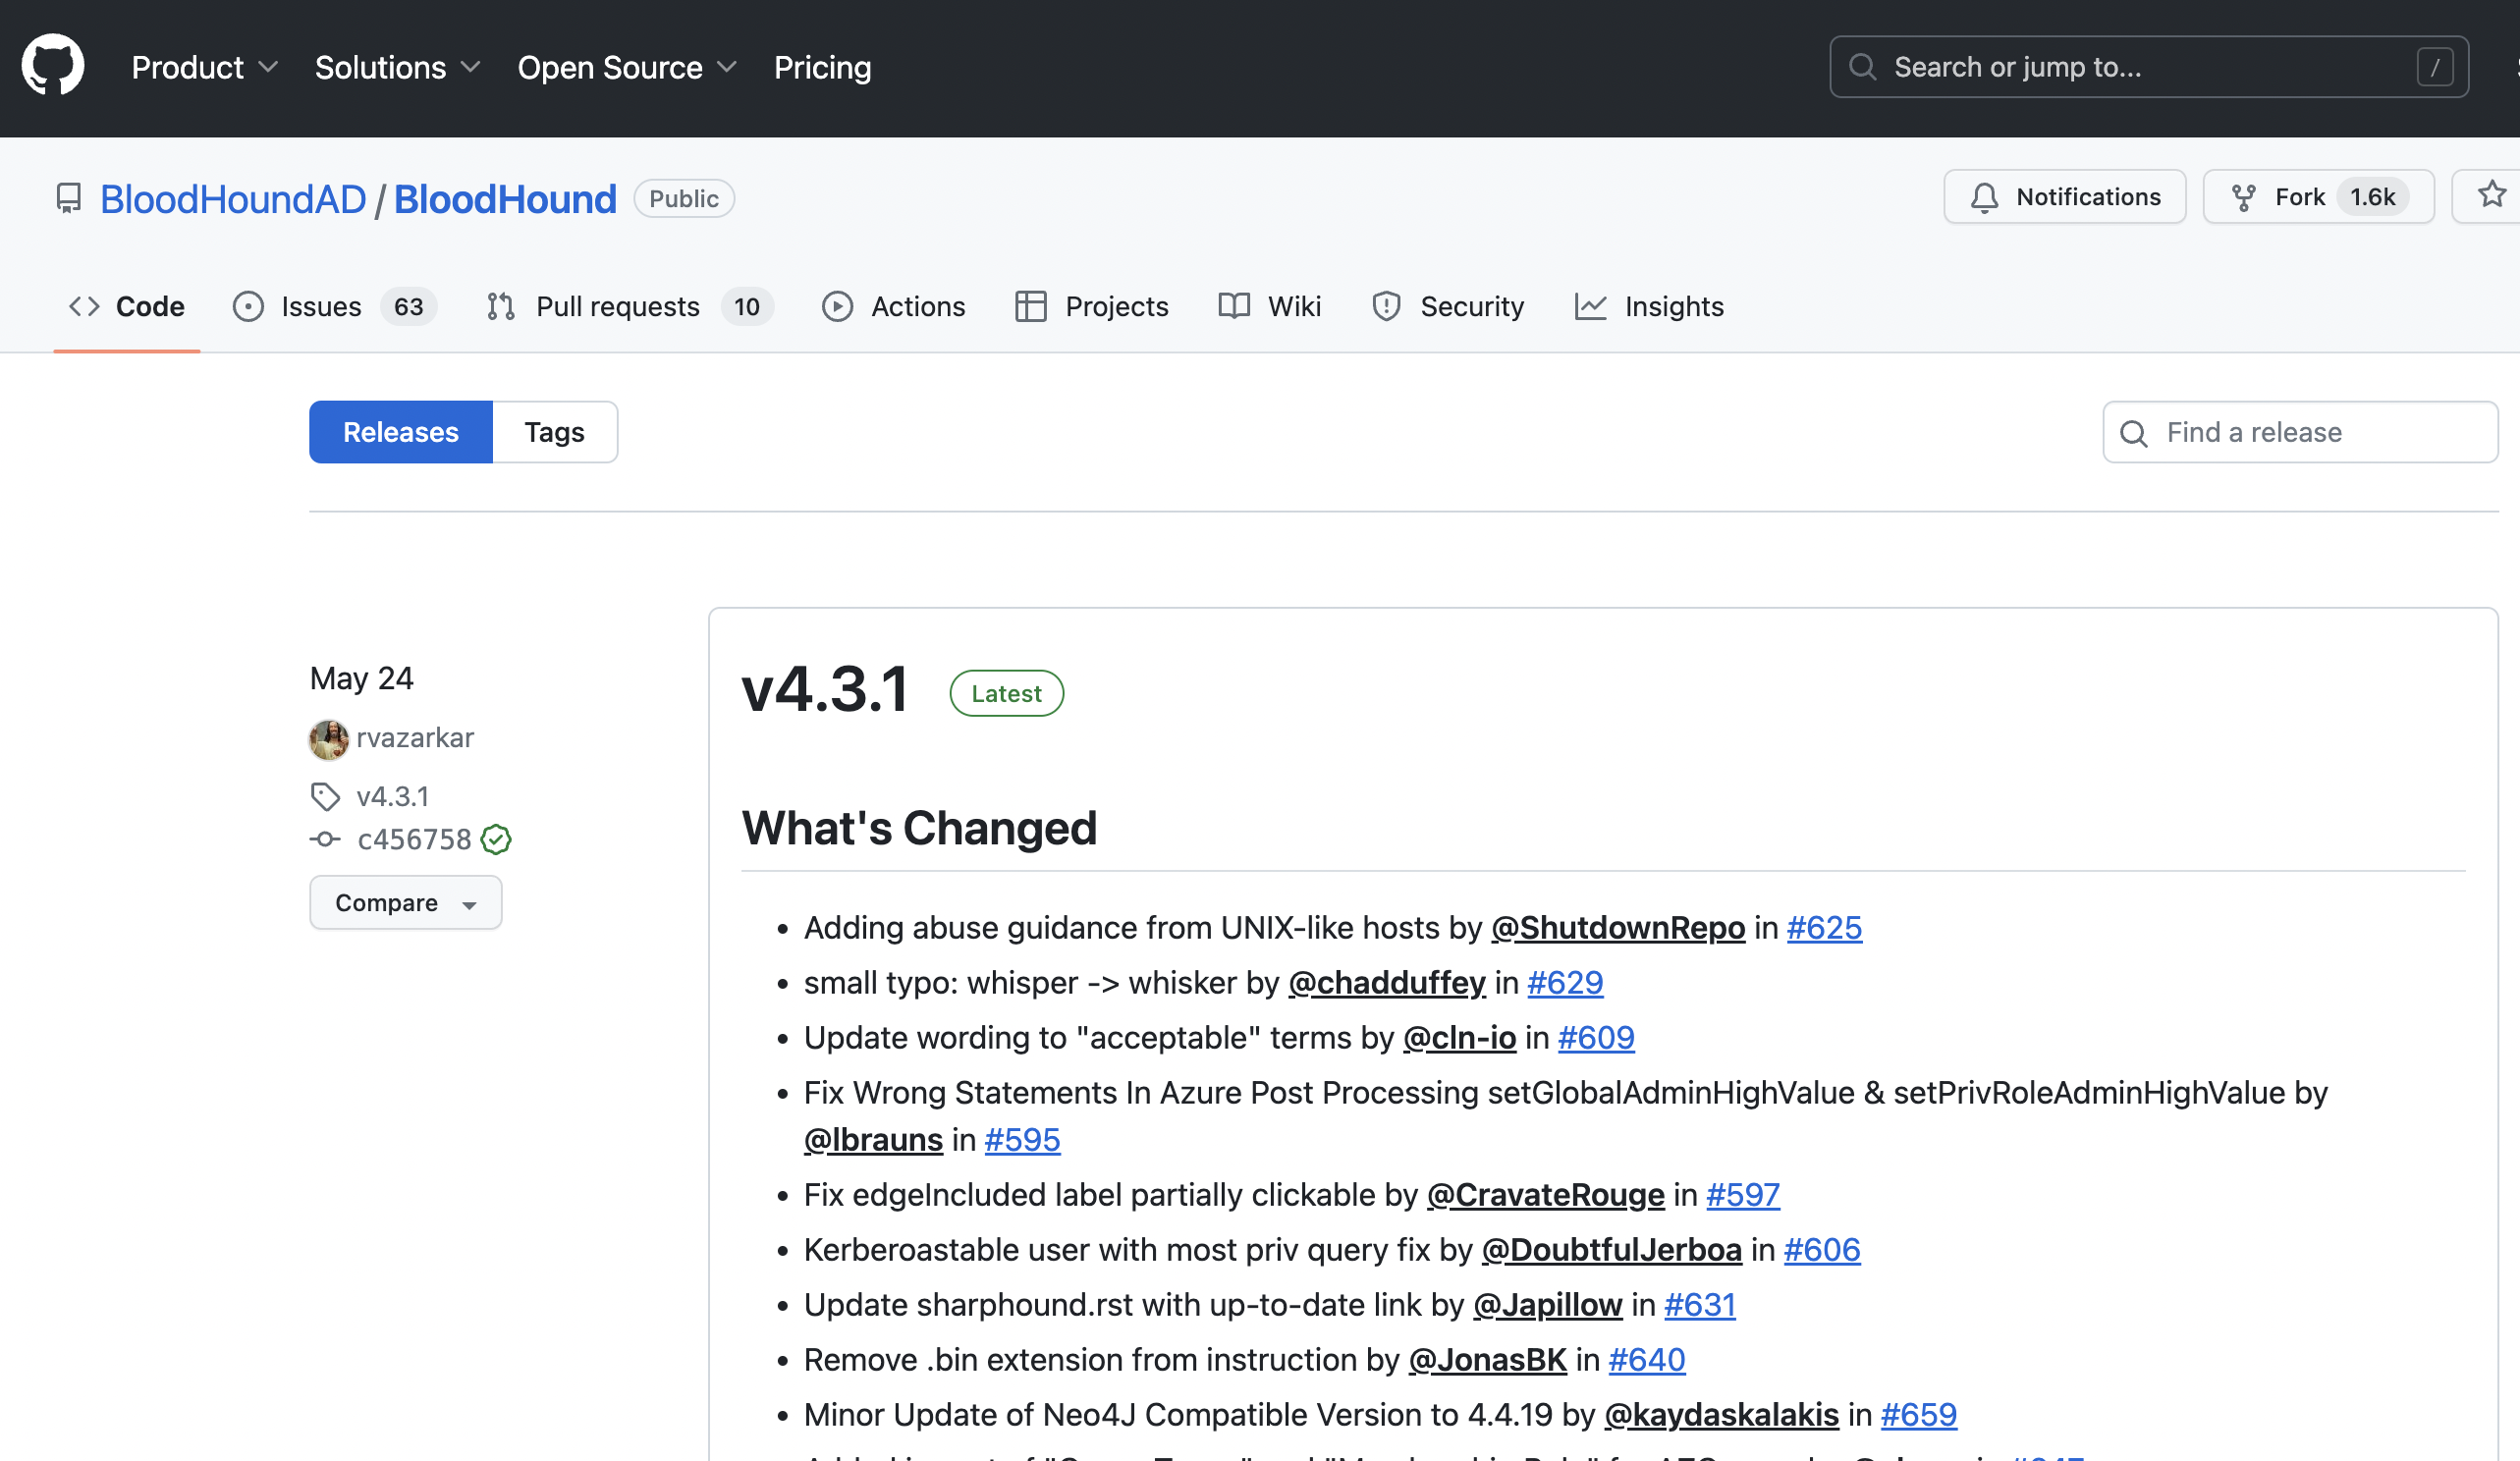 Product Solutions Open Source Pricing Search or jump to... /
BloodHoundAD / BloodHound Public Notifications Fork 1.6k
Code Issues 63 Pull requests 10 Actions Projects Wiki Security Insights
Releases Tags Find a release
May 24
rvazarkar
v4.3.1
c456758
Compare
v4.3.1 Latest
What's Changed
• Adding abuse guidance from UNIX-like hosts by @ShutdownRepo in #625
• small typo: whisper -> whisker by @chadduffey in #629
• Update wording to "acceptable" terms by @cln-io in #609
• Fix Wrong Statements In Azure Post Processing setGlobalAdminHighValue & setPrivRoleAdminHighValue by
@lbrauns in #595
• Fix edgeIncluded label partially clickable by @CravateRouge in #597
• Kerberoastable user with most priv query fix by @DoubtfulJerboa in #606
• Update sharphound.rst with up-to-date link by @Japillow in #631
• Remove .bin extension from instruction by @JonasBK in #640
• Minor Update of Neo4J Compatible Version to 4.4.19 by @kaydaskalakis in #659